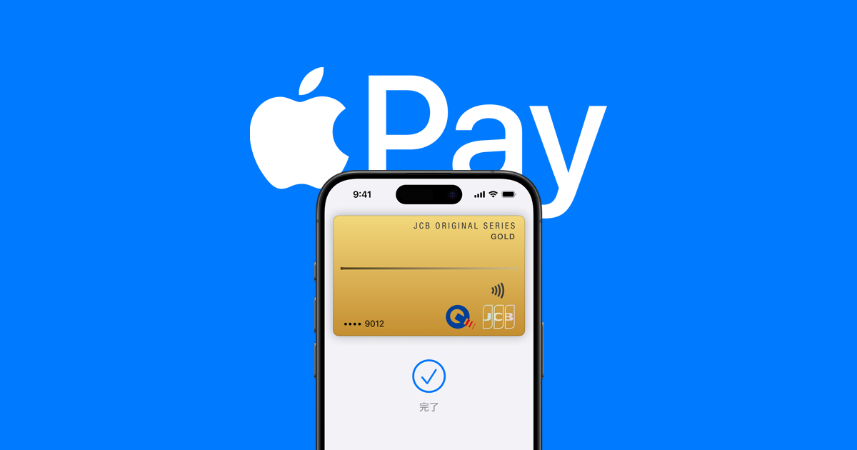 Pay
9:41
JCB ORIGINAL SERIES
GOLD
•••• 9012
JCB
完了